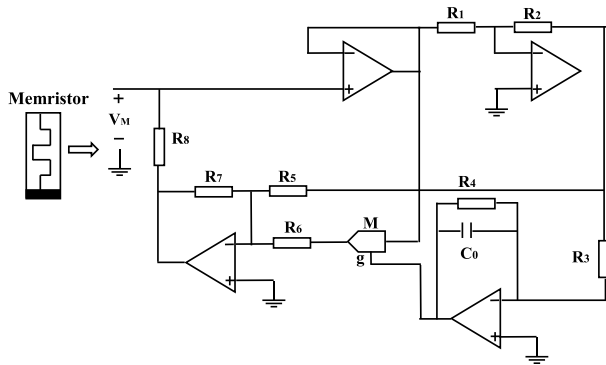 R1
R2
Memristor
+
VM
−
R8
−
+
−
+
R7
R5
R4
R6
M
g
C0
R3
−
+
−
+